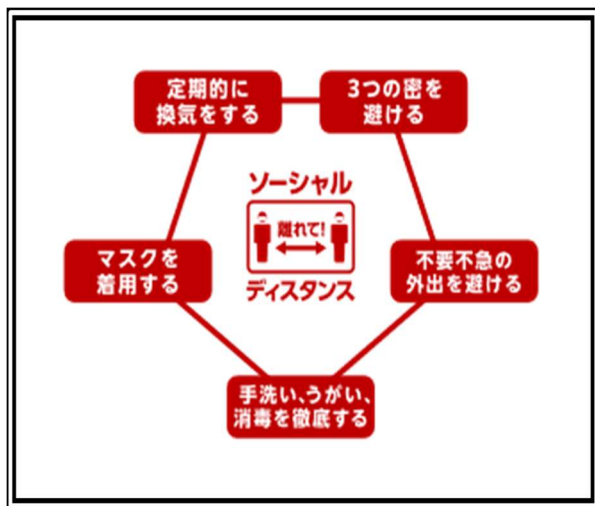 定期的に
換気をする
3つの密を
避ける
ソーシャル
離れて!
ディスタンス
マスクを
着用する
不要不急の
外出を避ける
手洗い、うがい、
消毒を徹底する